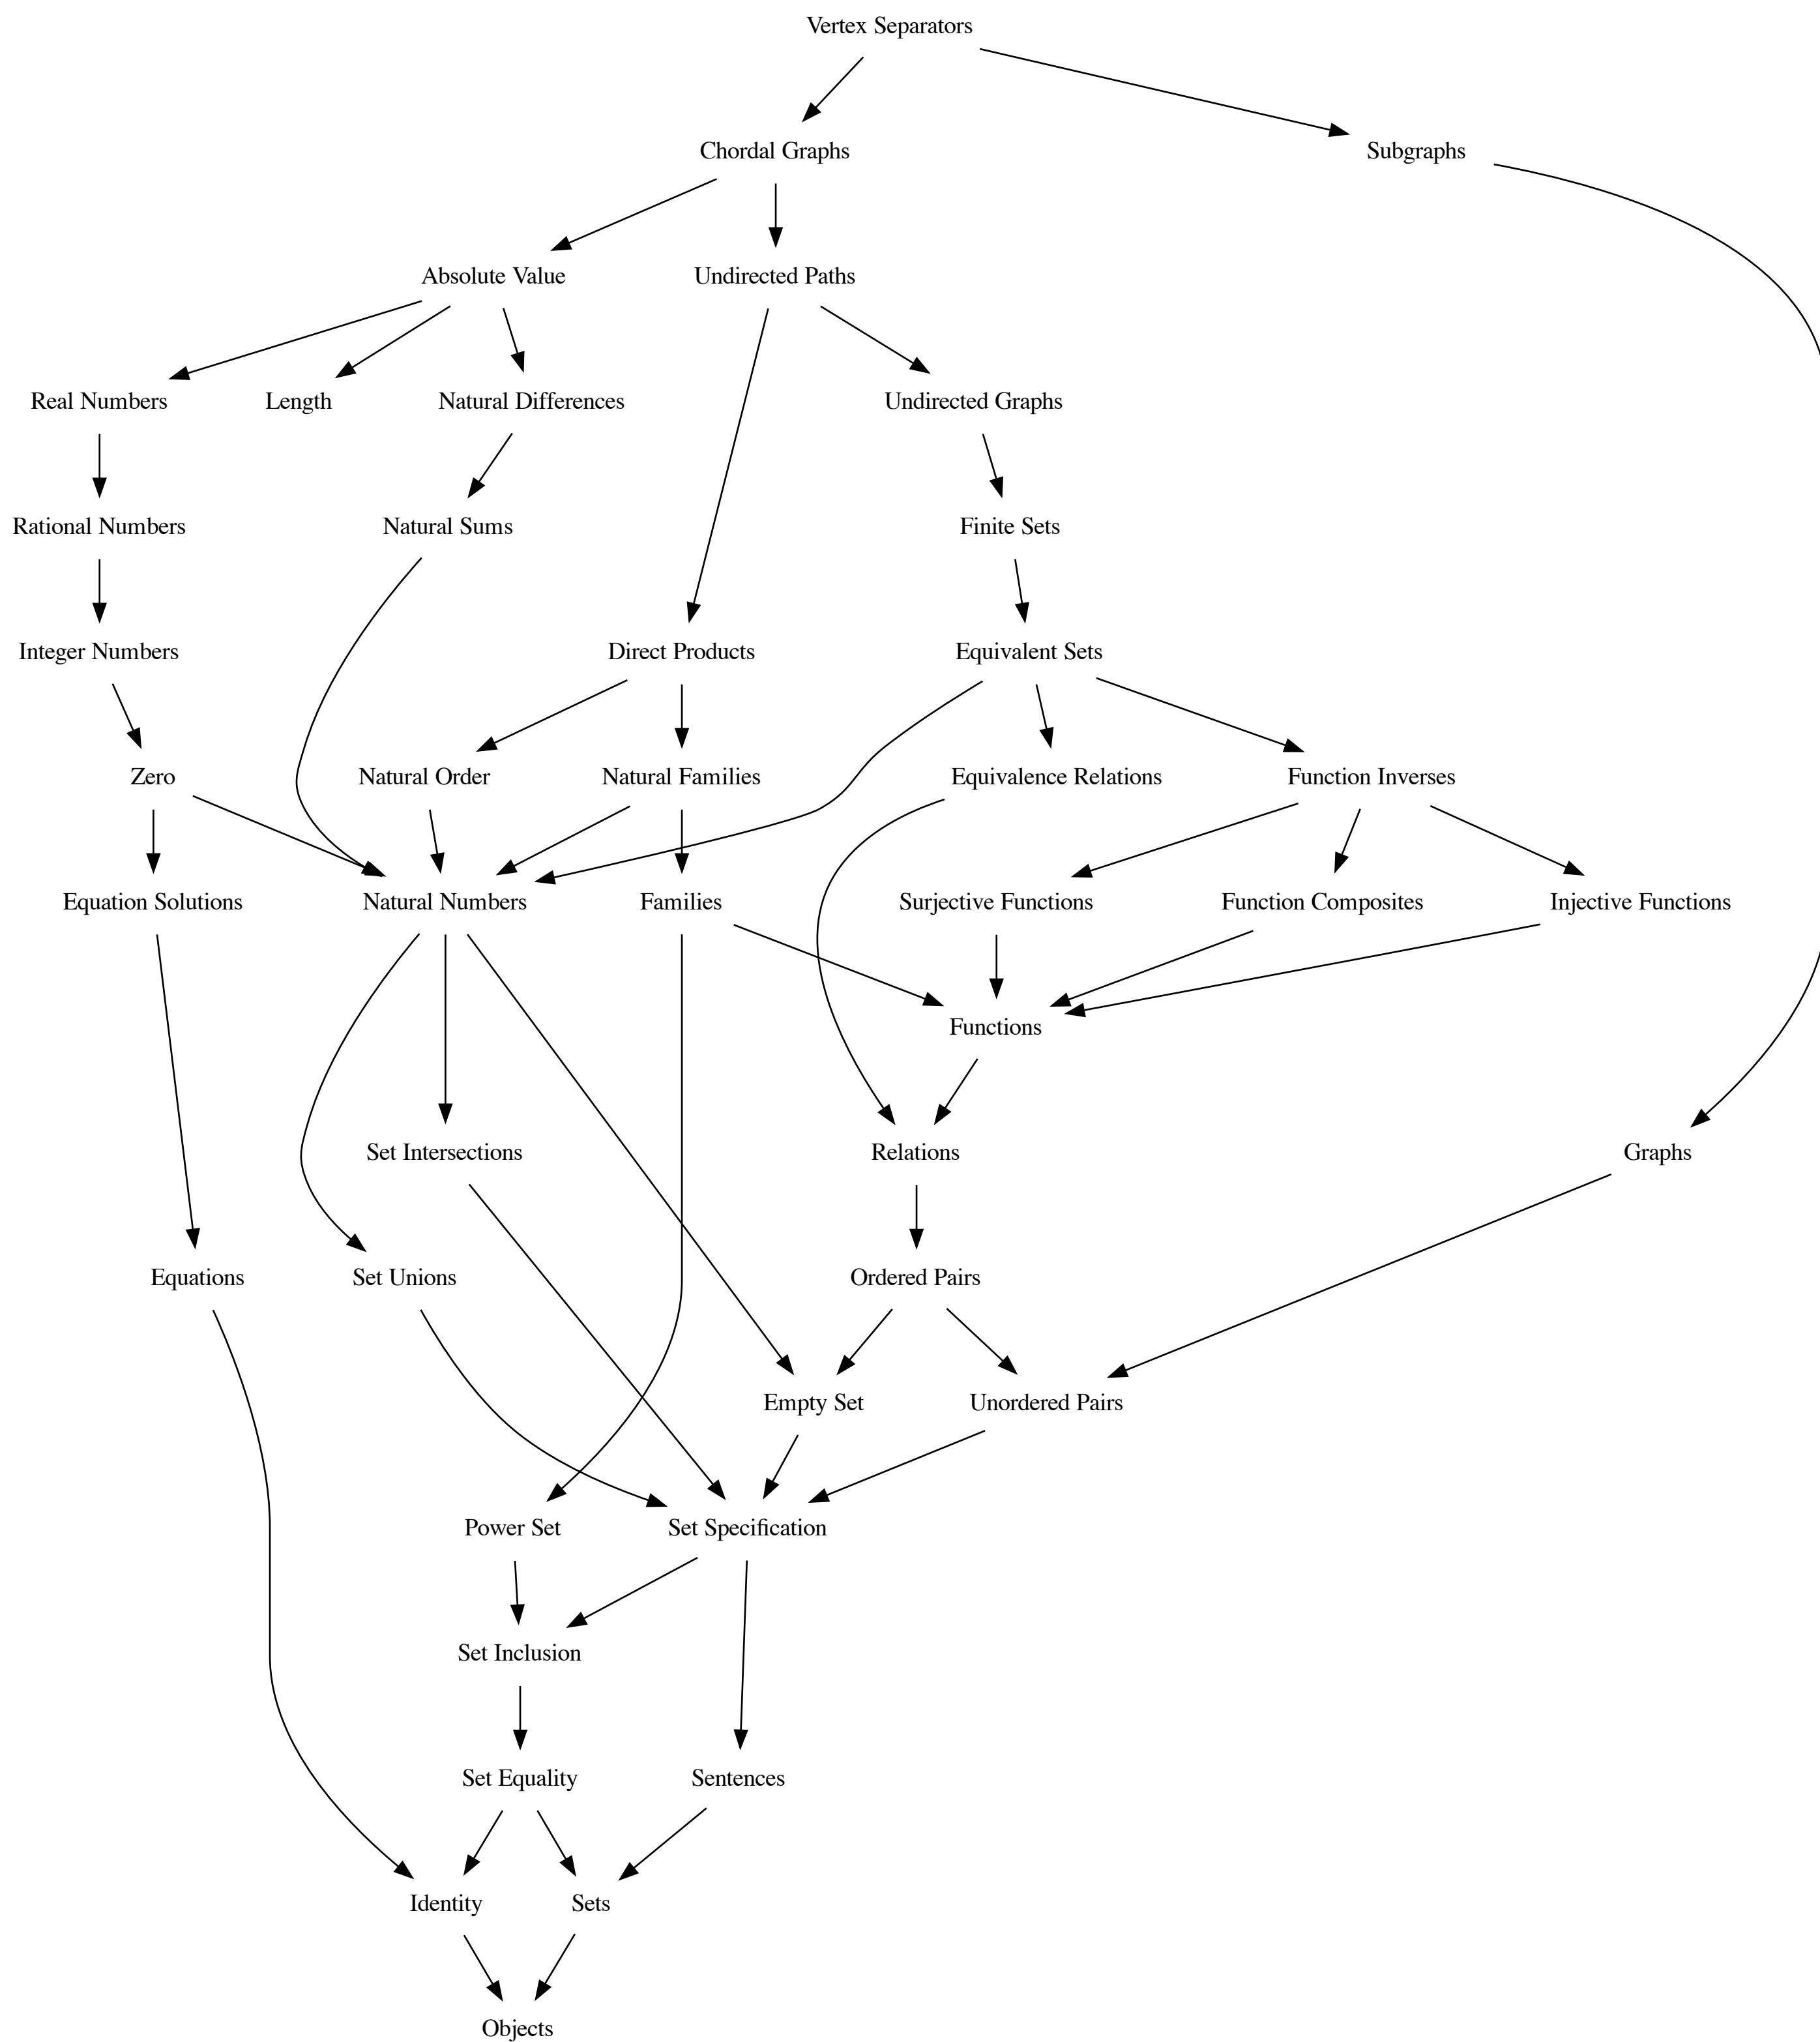 Vertex Separators
Chordal Graphs
Subgraphs
Absolute Value
Undirected Paths
Real Numbers
Length
Natural Differences
Undirected Graphs
Rational Numbers
Natural Sums
Finite Sets
Integer Numbers
Direct Products
Equivalent Sets
Zero
Natural Order
Natural Families
Equivalence Relations
Function Inverses
Equation Solutions
Natural Numbers
Families
Surjective Functions
Function Composites
Injective Functions
Functions
Set Intersections
Relations
Graphs
Equations
Set Unions
Ordered Pairs
Empty Set
Unordered Pairs
Power Set
Set Specification
Set Inclusion
Set Equality
Sentences
Identity
Sets
Objects